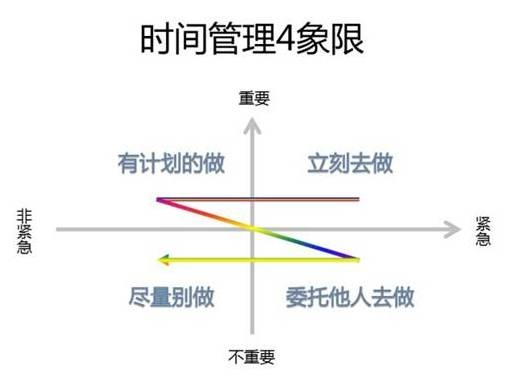 时间管理4象限
重要
有计划的做
立刻去做
非紧急
紧急
尽量别做
委托他人去做
不重要